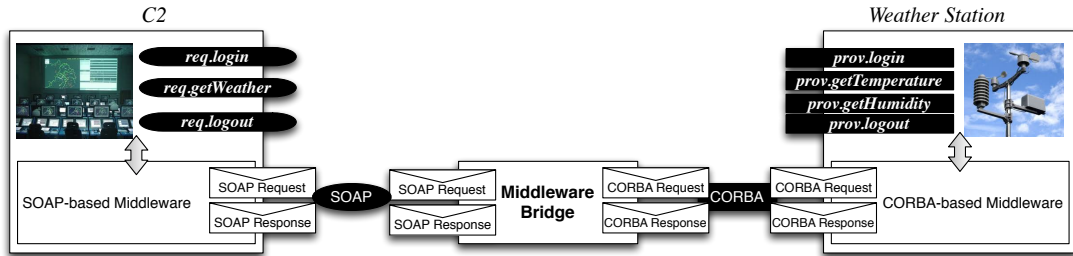 C2
Weather Station
req.login
req.getWeather
req.logout
prov.login
prov.getTemperature
prov.getHumidity
prov.logout
SOAP-based Middleware
SOAP Request
SOAP Response
SOAP
SOAP Request
SOAP Response
Middleware
Bridge
CORBA Request
CORBA Response
CORBA
CORBA Request
CORBA Response
CORBA-based Middleware